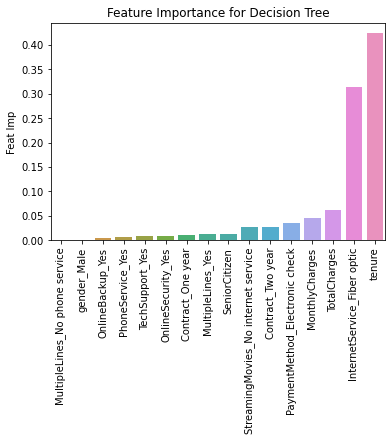 Feature Importance for Decision Tree
Feat Imp
0.40
0.35
0.30
0.25
0.20
0.15
0.10
0.05
0.00
MultipleLines_No phone service
gender_Male
OnlineBackup_Yes
PhoneService_Yes
TechSupport_Yes
OnlineSecurity_Yes
Contract_One year
MultipleLines_Yes
SeniorCitizen
StreamingMovies_No internet service
Contract_Two year
PaymentMethod_Electronic check
MonthlyCharges
TotalCharges
InternetService_Fiber optic
tenure